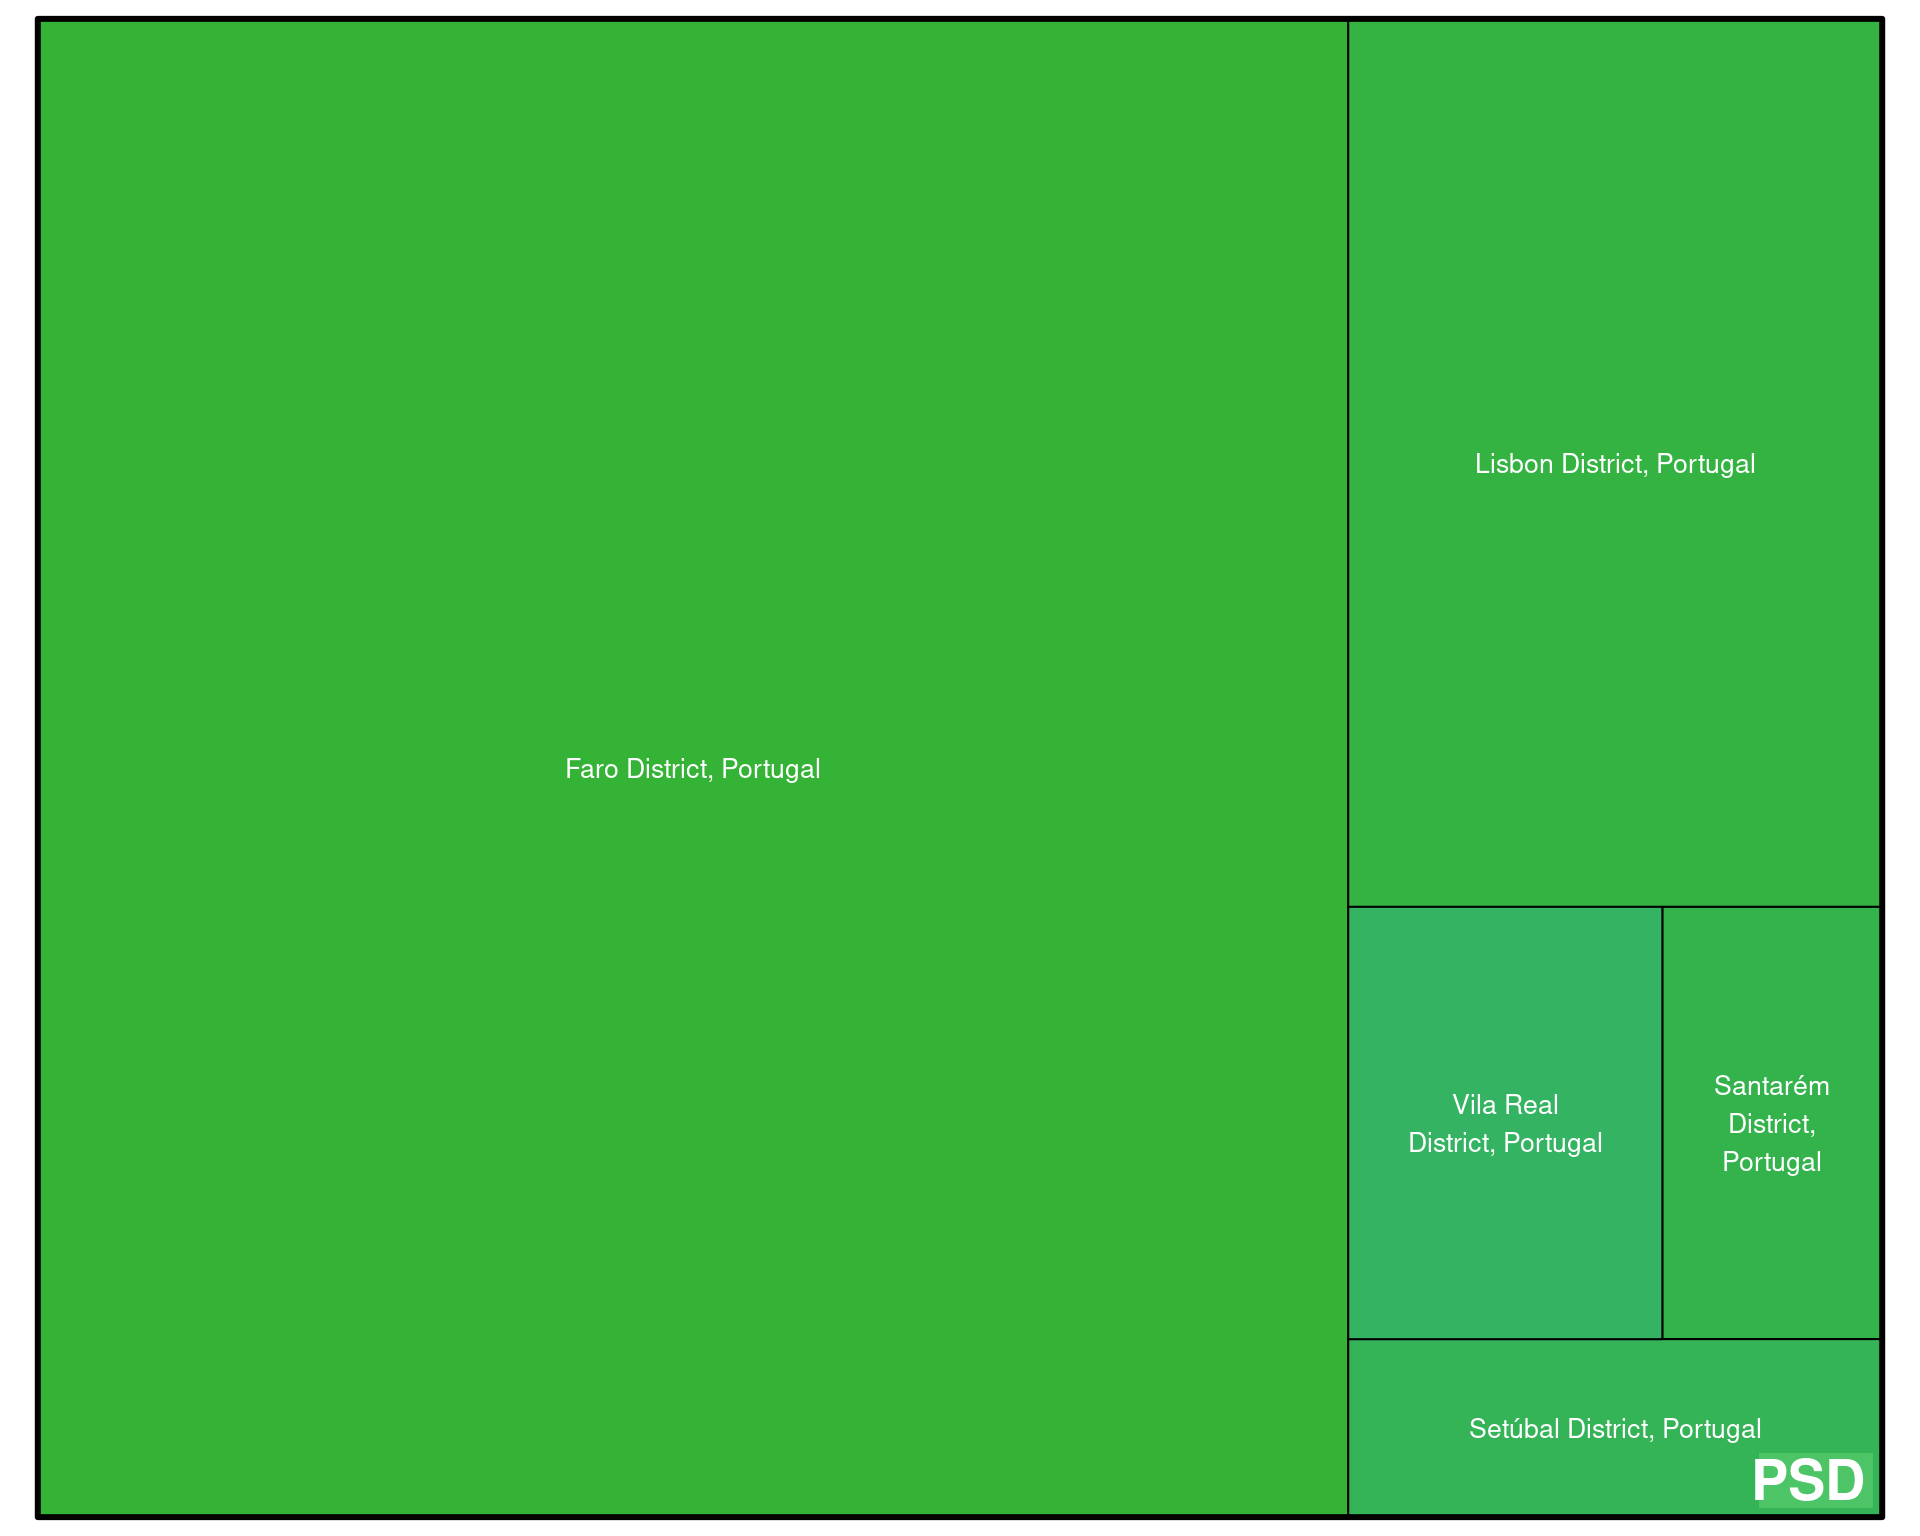 Faro District, Portugal
Lisbon District, Portugal
Vila Real
District, Portugal
Santarém
District,
Portugal
Setúbal District, Portugal
PSD